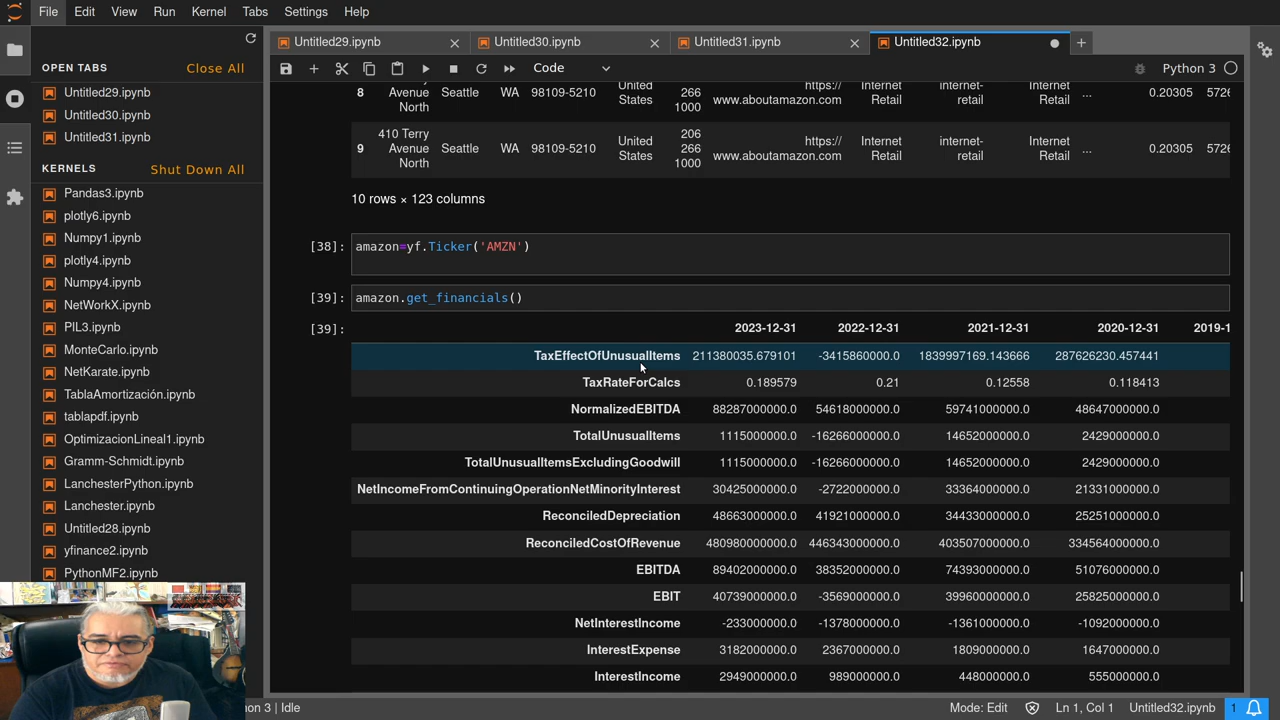 File Edit View Run Kernel Tabs Settings Help
OPEN TABS Close All
Untitled29.ipynb
Untitled30.ipynb
Untitled31.ipynb
KERNELS Shut Down All
Pandas3.ipynb
plotly6.ipynb
Numpy1.ipynb
plotly4.ipynb
Numpy4.ipynb
NetWorkX.ipynb
PIL3.ipynb
MonteCarlo.ipynb
NetKarate.ipynb
TablaAmortización.ipynb
tablapdf.ipynb
OptimizacionLineal1.ipynb
Gramm-Schmidt.ipynb
LanchesterPython.ipynb
Lanchester.ipynb
Untitled28.ipynb
yfinance2.ipynb
PythonMF2.ipynb
Untitled29.ipynb Untitled30.ipynb Untitled31.ipynb Untitled32.ipynb
Code Python 3
8 Avenue North Seattle WA 98109-5210 United States 266 1000 https://www.aboutamazon.com Internet Retail internet-retail Internet Retail ... 0.20305 5726
9 410 Terry Avenue North Seattle WA 98109-5210 United States 206 266 1000 https://www.aboutamazon.com Internet Retail internet-retail Internet Retail ... 0.20305 5726
10 rows × 123 columns
[38]: amazon=yf.Ticker('AMZN')
[39]: amazon.get_financials()
[39]: 2023-12-31 2022-12-31 2021-12-31 2020-12-31 2019-1
TaxEffectOfUnusualItems 211380035.679101 -3415860000.0 1839997169.143666 287626230.457441
TaxRateForCalcs 0.189579 0.21 0.12558 0.118413
NormalizedEBITDA 88287000000.0 54618000000.0 59741000000.0 48647000000.0
TotalUnusualItems 1115000000.0 -16266000000.0 14652000000.0 2429000000.0
TotalUnusualItemsExcludingGoodwill 1115000000.0 -16266000000.0 14652000000.0 2429000000.0
NetIncomeFromContinuingOperationNetMinorityInterest 30425000000.0 -2722000000.0 33364000000.0 21331000000.0
ReconciledDepreciation 48663000000.0 41921000000.0 34433000000.0 25251000000.0
ReconciledCostOfRevenue 480980000000.0 446343000000.0 403507000000.0 334564000000.0
EBITDA 89402000000.0 38352000000.0 74393000000.0 51076000000.0
EBIT 40739000000.0 -3569000000.0 39960000000.0 25825000000.0
NetInterestIncome -233000000.0 -1378000000.0 -1361000000.0 -1092000000.0
InterestExpense 3182000000.0 2367000000.0 1809000000.0 1647000000.0
InterestIncome 2949000000.0 989000000.0 448000000.0 555000000.0
on 3 | Idle Mode: Edit Ln 1, Col 1 Untitled32.ipynb 1